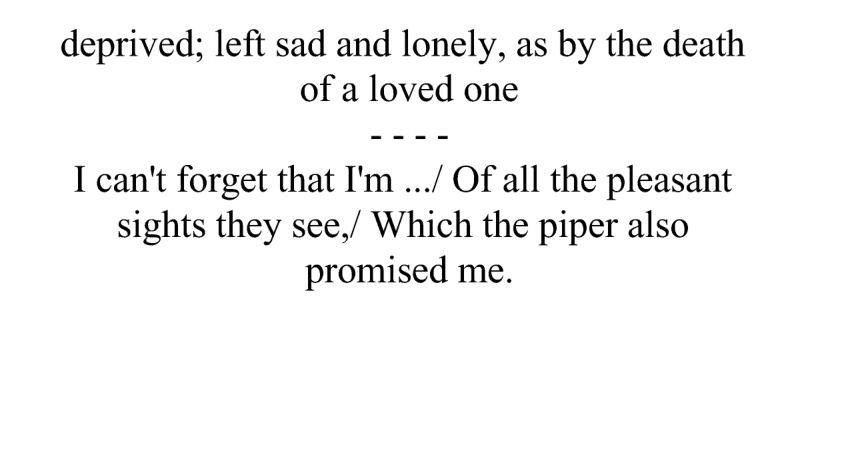 deprived; left sad and lonely, as by the death
of a loved one
- - - -
I can't forget that I'm .../ Of all the pleasant
sights they see,/ Which the piper also
promised me.